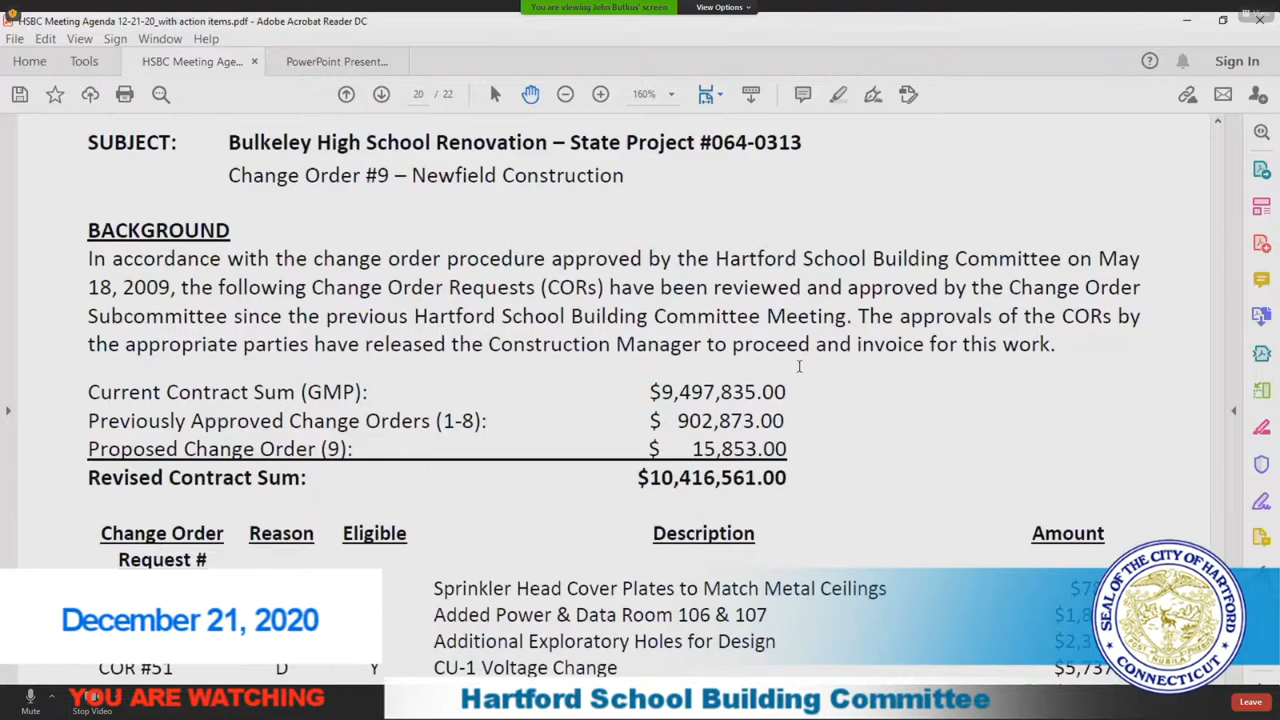 HSBC Meeting Agenda 12-21-20_with action items.pdf - Adobe Acrobat Reader DC
You are viewing John Butkus' screen
View Options
File Edit View Sign Window Help
Home Tools HSBC Meeting Age... × PowerPoint Present... Sign In
20 / 22 160%
SUBJECT: Bulkeley High School Renovation – State Project #064-0313
Change Order #9 – Newfield Construction
BACKGROUND
In accordance with the change order procedure approved by the Hartford School Building Committee on May
18, 2009, the following Change Order Requests (CORs) have been reviewed and approved by the Change Order
Subcommittee since the previous Hartford School Building Committee Meeting. The approvals of the CORs by
the appropriate parties have released the Construction Manager to proceed and invoice for this work.
Current Contract Sum (GMP): $9,497,835.00
Previously Approved Change Orders (1-8): $ 902,873.00
Proposed Change Order (9): $ 15,853.00
Revised Contract Sum: $10,416,561.00
Change Order Reason Eligible Description Amount
Request #
Sprinkler Head Cover Plates to Match Metal Ceilings
Added Power & Data Room 106 & 107
Additional Exploratory Holes for Design
COR #51 D Y CU-1 Voltage Change
December 21, 2020
SEAL OF THE CITY OF HARTFORD
CONNECTICUT
YOU ARE WATCHING
Hartford School Building Committee
Mute Stop Video Leave